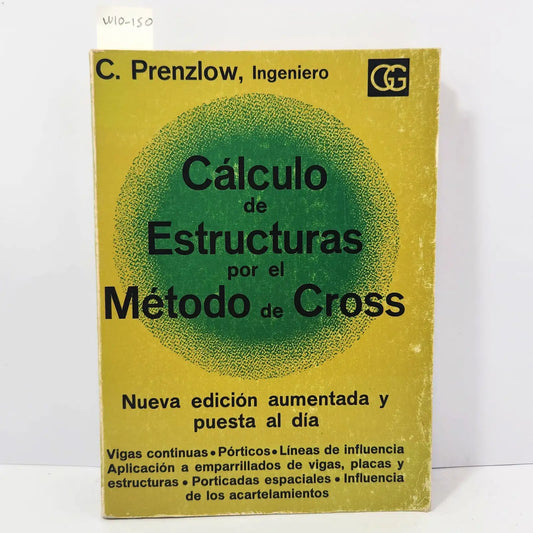 W10-150
C. Prenzlow, Ingeniero
GG
Cálculo
de
Estructuras
por el
Método de Cross
Nueva edición aumentada y
puesta al día
Vigas continuas • Pórticos • Líneas de influencia
Aplicación a emparrillados de vigas, placas y
estructuras • Porticadas espaciales • Influencia
de los acartelamientos